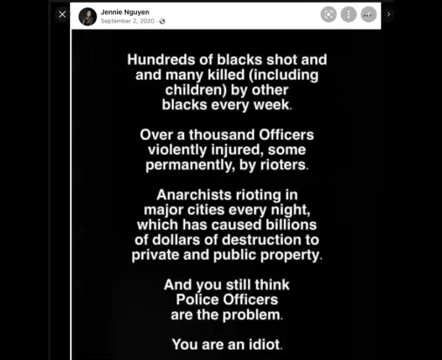 Jennie Nguyen
September 2, 2020 ·
Hundreds of blacks shot and
and many killed (including
children) by other
blacks every week.
Over a thousand Officers
violently injured, some
permanently, by rioters.
Anarchists rioting in
major cities every night,
which has caused billions
of dollars of destruction to
private and public property.
And you still think
Police Officers
are the problem.
You are an idiot.